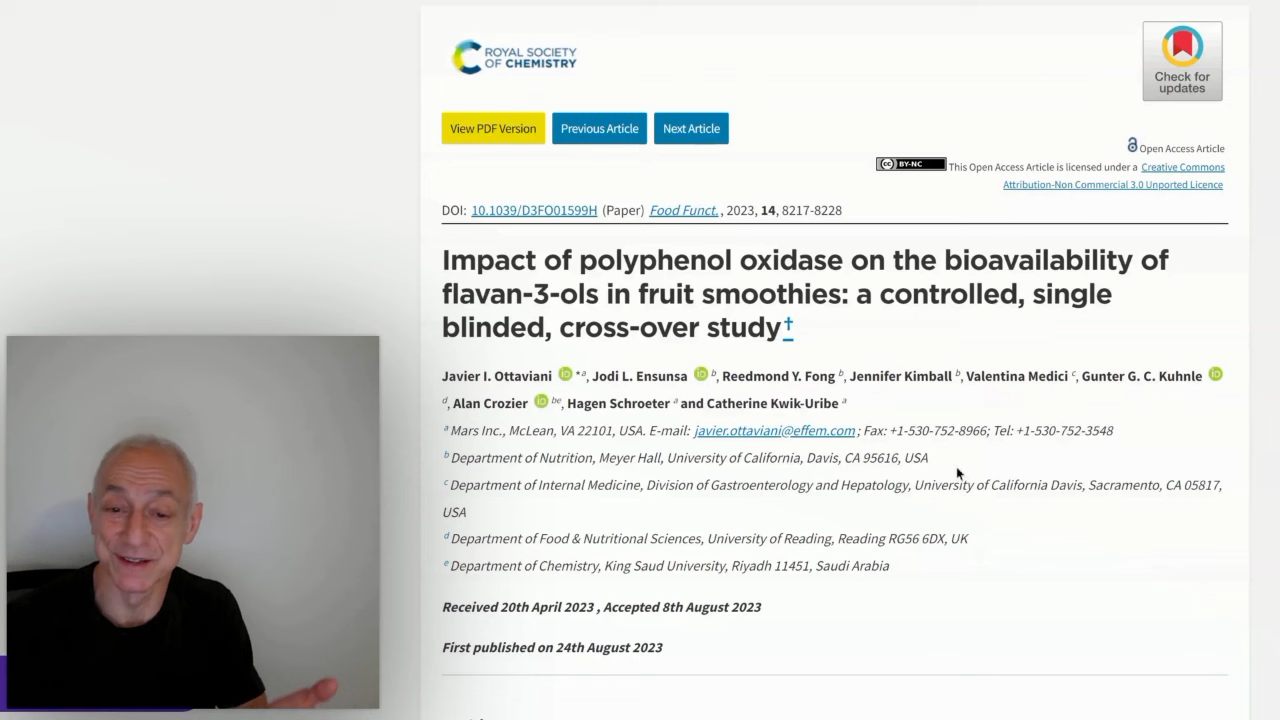 ROYAL SOCIETY
OF CHEMISTRY
Check for
updates
View PDF Version
Previous Article
Next Article
Open Access Article
cc BY-NC This Open Access Article is licensed under a Creative Commons
Attribution-Non Commercial 3.0 Unported Licence
DOI: 10.1039/D3FO01599H (Paper) Food Funct., 2023, 14, 8217-8228
Impact of polyphenol oxidase on the bioavailability of
flavan-3-ols in fruit smoothies: a controlled, single
blinded, cross-over study†
Javier I. Ottaviani iD *a, Jodi L. Ensunsa iD b, Reedmond Y. Fong b, Jennifer Kimball b, Valentina Medici c, Gunter G. C. Kuhnle iD
d, Alan Crozier iD be, Hagen Schroeter a and Catherine Kwik-Uribe a
a Mars Inc., McLean, VA 22101, USA. E-mail: javier.ottaviani@effem.com; Fax: +1-530-752-8966; Tel: +1-530-752-3548
b Department of Nutrition, Meyer Hall, University of California, Davis, CA 95616, USA
c Department of Internal Medicine, Division of Gastroenterology and Hepatology, University of California Davis, Sacramento, CA 05817,
USA
d Department of Food & Nutritional Sciences, University of Reading, Reading RG56 6DX, UK
e Department of Chemistry, King Saud University, Riyadh 11451, Saudi Arabia
Received 20th April 2023 , Accepted 8th August 2023
First published on 24th August 2023